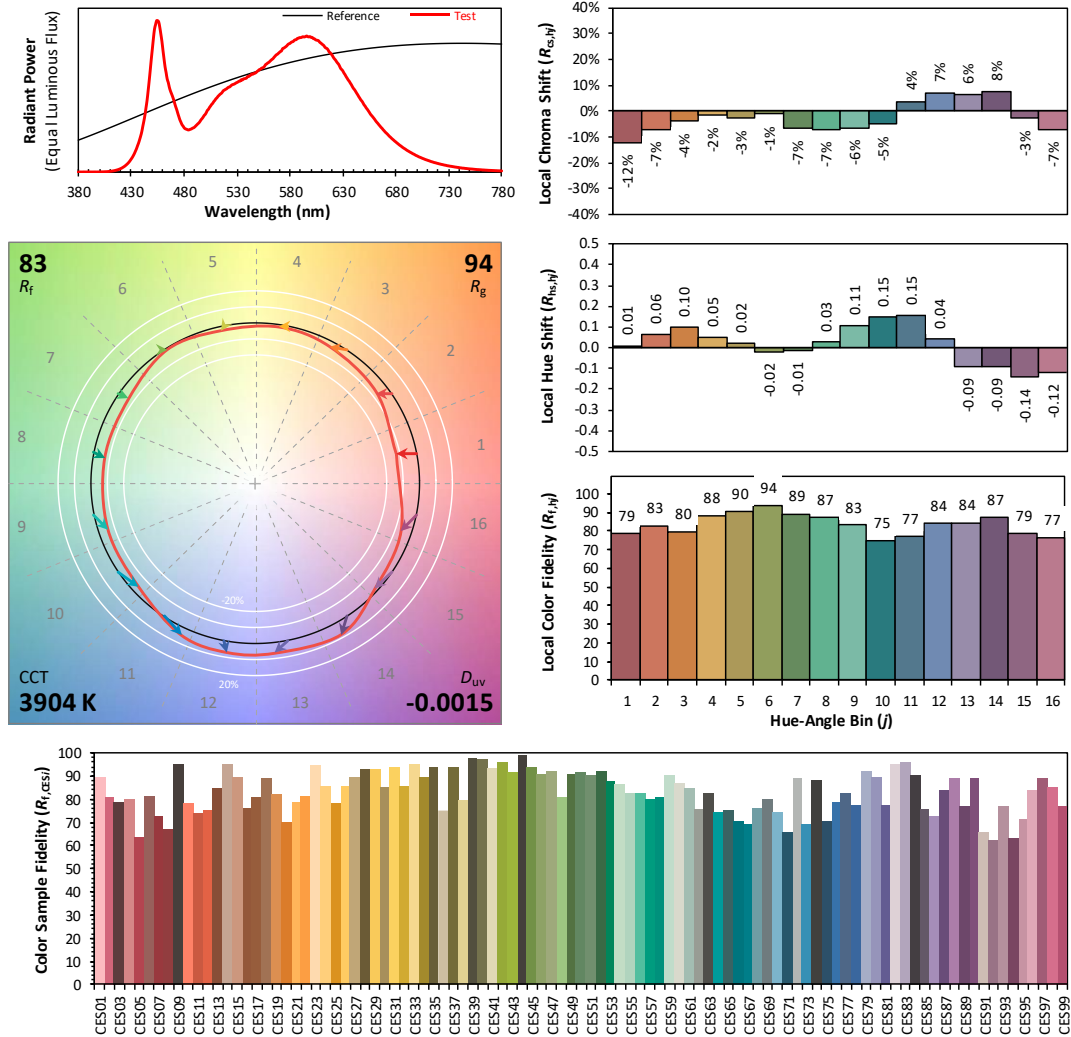 Reference
Test
Radiant Power
(Equal Luminous Flux)
380 430 480 530 580 630 680 730 780
Wavelength (nm)
Local Chroma Shift (Rcs,hj)
40%
30%
20%
10%
0%
-10%
-20%
-30%
-40%
-12% -7% -4% -2% -3% -1% -7% -7% -6% -5% 4% 7% 6% 8% -3% -7%
83
Rf
94
Rg
5 4
6 3
7 2
8 1
9 16
10 15
11 14
12 13
-20%
20%
CCT
3904 K
Duv
-0.0015
Local Hue Shift (Rhs,hj)
0.5
0.4
0.3
0.2
0.1
0.0
-0.1
-0.2
-0.3
-0.4
-0.5
0.01 0.06 0.10 0.05 0.02 -0.02 -0.01 0.03 0.11 0.15 0.15 0.04 -0.09 -0.09 -0.14 -0.12
Local Color Fidelity (Rf,hj)
100
90
80
70
60
50
40
30
20
10
0
79 83 80 88 90 94 89 87 83 75 77 84 84 87 79 77
1 2 3 4 5 6 7 8 9 10 11 12 13 14 15 16
Hue-Angle Bin (j)
Color Sample Fidelity (Rf,CESi)
100
90
80
70
60
50
40
30
20
10
0
CES01 CES03 CES05 CES07 CES09 CES11 CES13 CES15 CES17 CES19 CES21 CES23 CES25 CES27 CES29 CES31 CES33 CES35 CES37 CES39 CES41 CES43 CES45 CES47 CES49 CES51 CES53 CES55 CES57 CES59 CES61 CES63 CES65 CES67 CES69 CES71 CES73 CES75 CES77 CES79 CES81 CES83 CES85 CES87 CES89 CES91 CES93 CES95 CES97 CES99